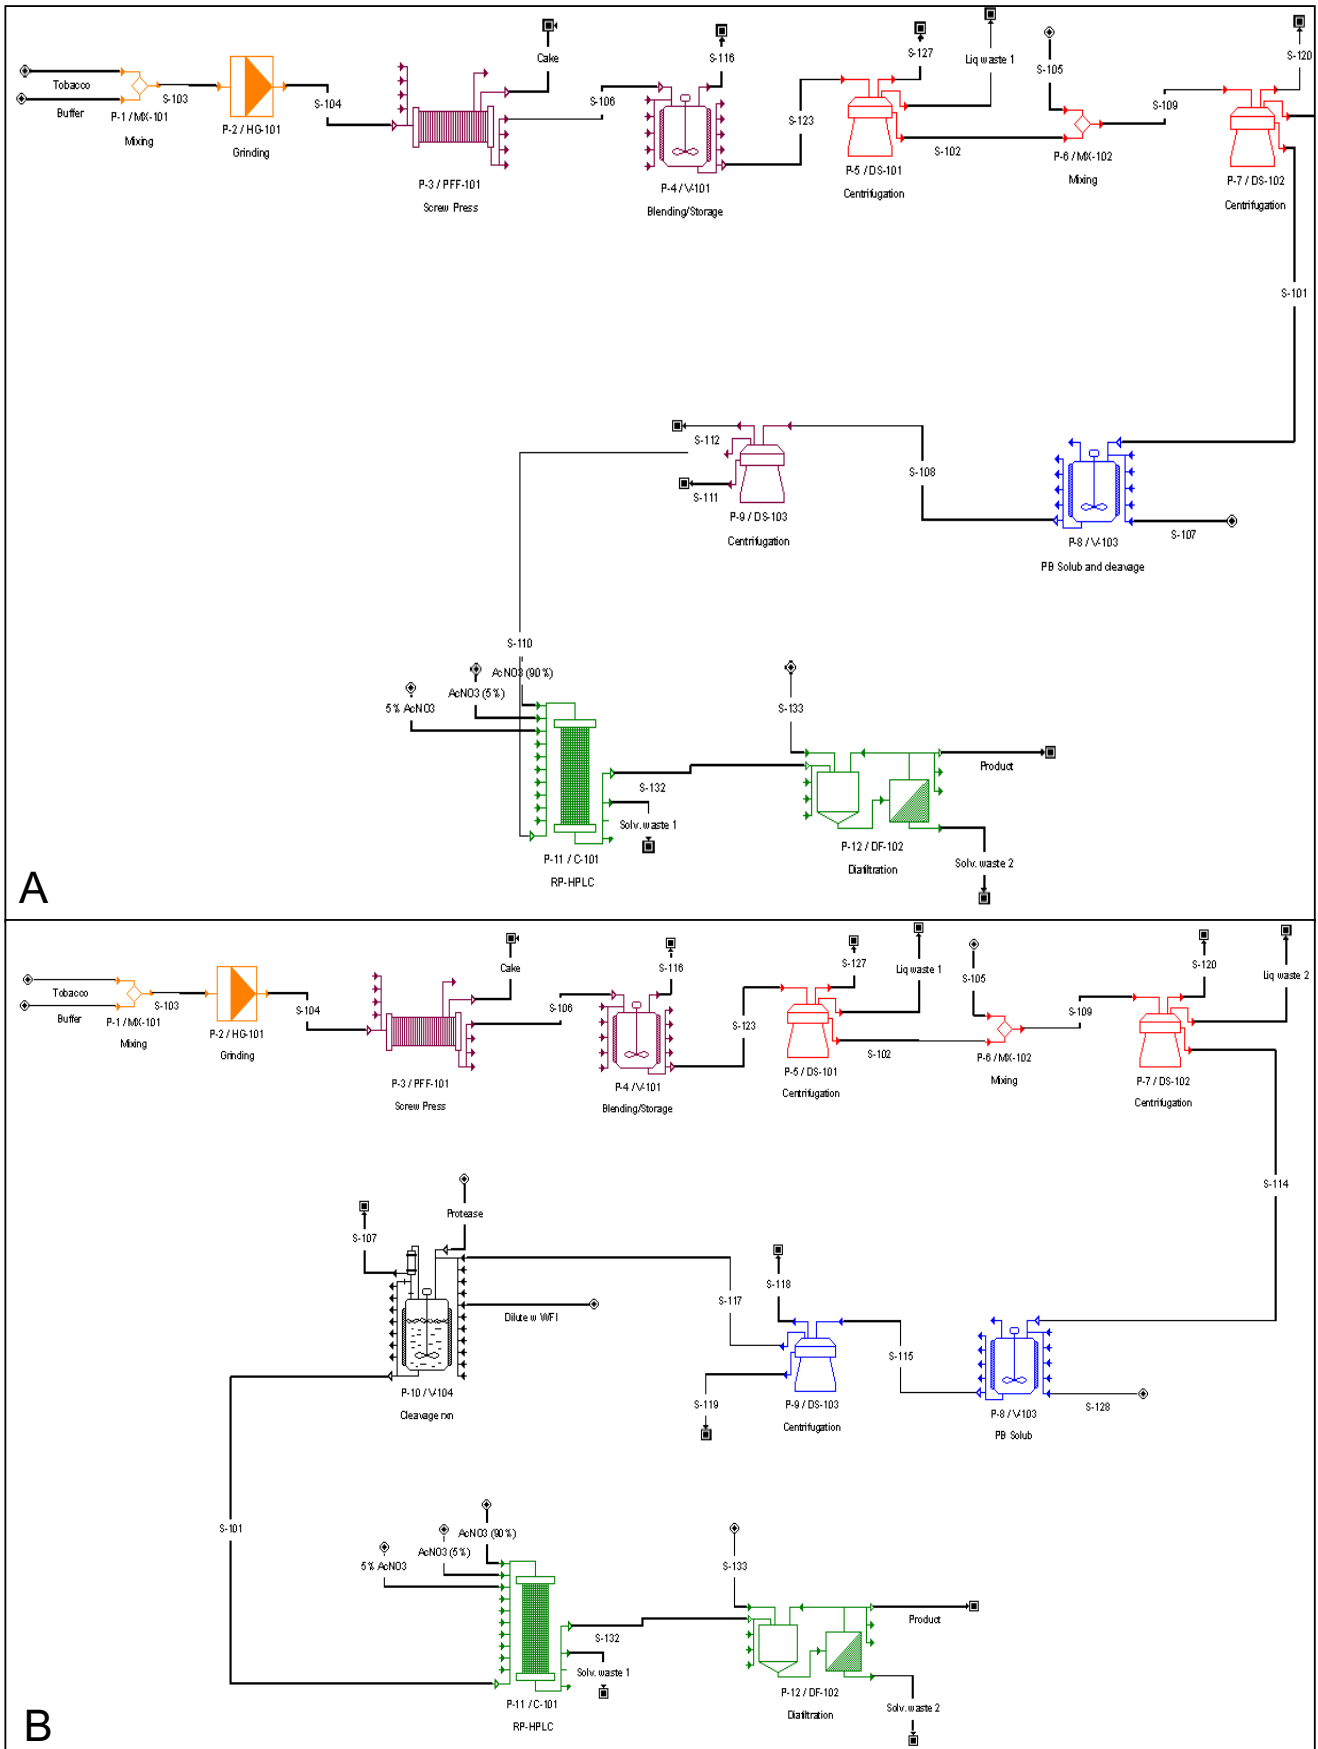 Tobacco
Buffer
S-103
P-1 / MX-101
Mixing
P-2 / HG-101
Grinding
S-104
Cake
P-3 / PFF-101
Screw Press
S-106
S-116
P-4 / V-101
Blending/Storage
S-123
S-127
Liq waste 1
P-5 / DS-101
Centrifugation
S-102
S-105
P-6 / MX-102
Mixing
S-109
S-120
P-7 / DS-102
Centrifugation
S-101
S-112
S-111
P-9 / DS-103
Centrifugation
S-108
P-8 / V-103
PB Solub and cleavage
S-107
S-110
AcNO3 (90%)
AcNO3 (5%)
5% AcNO3
S-132
Solv. waste 1
P-11 / C-101
RP-HPLC
S-133
Product
P-12 / DF-102
Diafiltration
Solv. waste 2
A
Tobacco
Buffer
S-103
P-1 / MX-101
Mixing
P-2 / HG-101
Grinding
S-104
Cake
P-3 / PFF-101
Screw Press
S-106
S-116
P-4 / V-101
Blending/Storage
S-123
S-127
Liq waste 1
P-5 / DS-101
Centrifugation
S-102
S-105
P-6 / MX-102
Mixing
S-109
S-120
Liq waste 2
P-7 / DS-102
Centrifugation
S-114
Protease
S-107
Dilute w WFI
P-10 / V-104
Cleavage rxn
S-117
S-118
S-119
P-9 / DS-103
Centrifugation
S-115
P-8 / V-103
PB Solub
S-128
S-101
AcNO3 (90%)
AcNO3 (5%)
5% AcNO3
S-132
Solv. waste 1
P-11 / C-101
RP-HPLC
S-133
Product
P-12 / DF-102
Diafiltration
Solv. waste 2
B